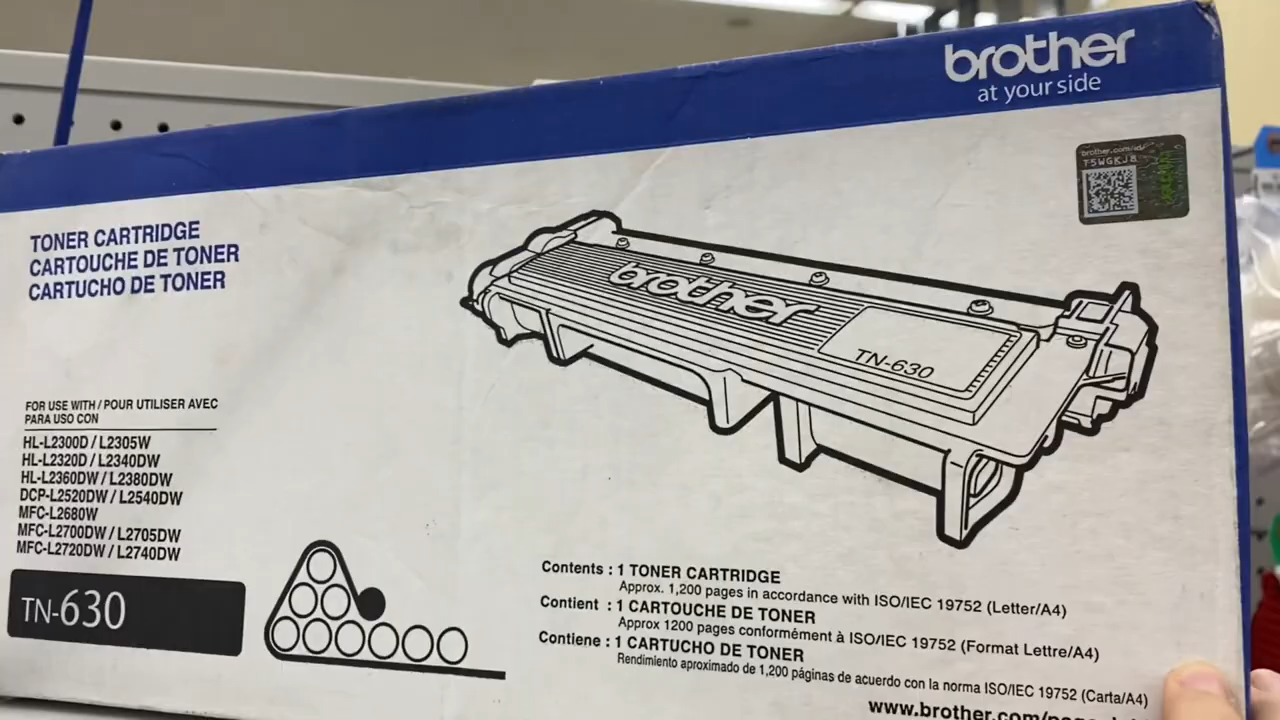 brother
at your side
brother.com/id/
T5WGKJ8
TONER CARTRIDGE
CARTOUCHE DE TONER
CARTUCHO DE TONER
brother
TN-630
FOR USE WITH / POUR UTILISER AVEC
PARA USO CON
HL-L2300D / L2305W
HL-L2320D / L2340DW
HL-L2360DW / L2380DW
DCP-L2520DW / L2540DW
MFC-L2680W
MFC-L2700DW / L2705DW
MFC-L2720DW / L2740DW
TN-630
Contents : 1 TONER CARTRIDGE
Approx. 1,200 pages in accordance with ISO/IEC 19752 (Letter/A4)
Contient : 1 CARTOUCHE DE TONER
Approx 1200 pages conformément à ISO/IEC 19752 (Format Lettre/A4)
Contiene : 1 CARTUCHO DE TONER
Rendimiento aproximado de 1,200 páginas de acuerdo con la norma ISO/IEC 19752 (Carta/A4)